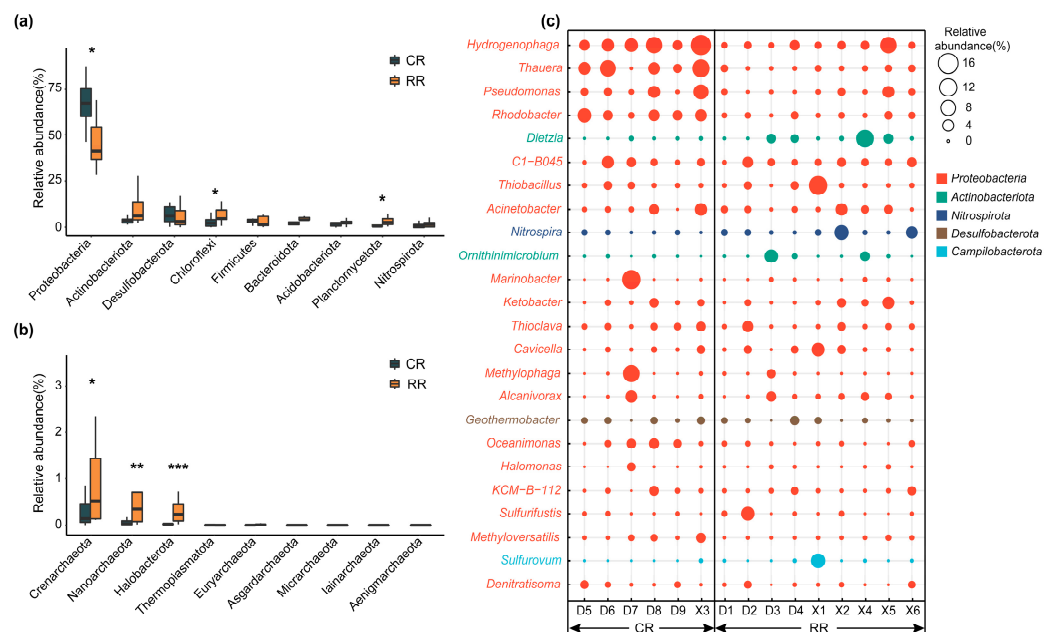 (a)
Relative abundance(%)
75
50
25
0
*
*
*
CR
RR
Proteobacteria
Actinobacteriota
Desulfobacterota
Chloroflexi
Firmicutes
Bacteroidota
Acidobacteriota
Planctomycetota
Nitrospirota
(b)
Relative abundance(%)
3
2
1
0
*
**
***
CR
RR
Crenarchaeota
Nanoarchaeota
Halobacterota
Thermoplasmatota
Euryarchaeota
Asgardarchaeota
Micrarchaeota
Iainarchaeota
Aenigmarchaeota
(c)
Hydrogenophaga
Thauera
Pseudomonas
Rhodobacter
Dietzia
C1−B045
Thiobacillus
Acinetobacter
Nitrospira
Ornithinimicrobium
Marinobacter
Ketobacter
Thioclava
Cavicella
Methylophaga
Alcanivorax
Geothermobacter
Oceanimonas
Halomonas
KCM−B−112
Sulfurifustis
Methyloversatilis
Sulfurovum
Denitratisoma
D5 D6 D7 D8 D9 X3 D1 D2 D3 D4 X1 X2 X4 X5 X6
CR RR
Relative
abundance(%)
16
12
8
4
0
Proteobacteria
Actinobacteriota
Nitrospirota
Desulfobacterota
Campilobacterota